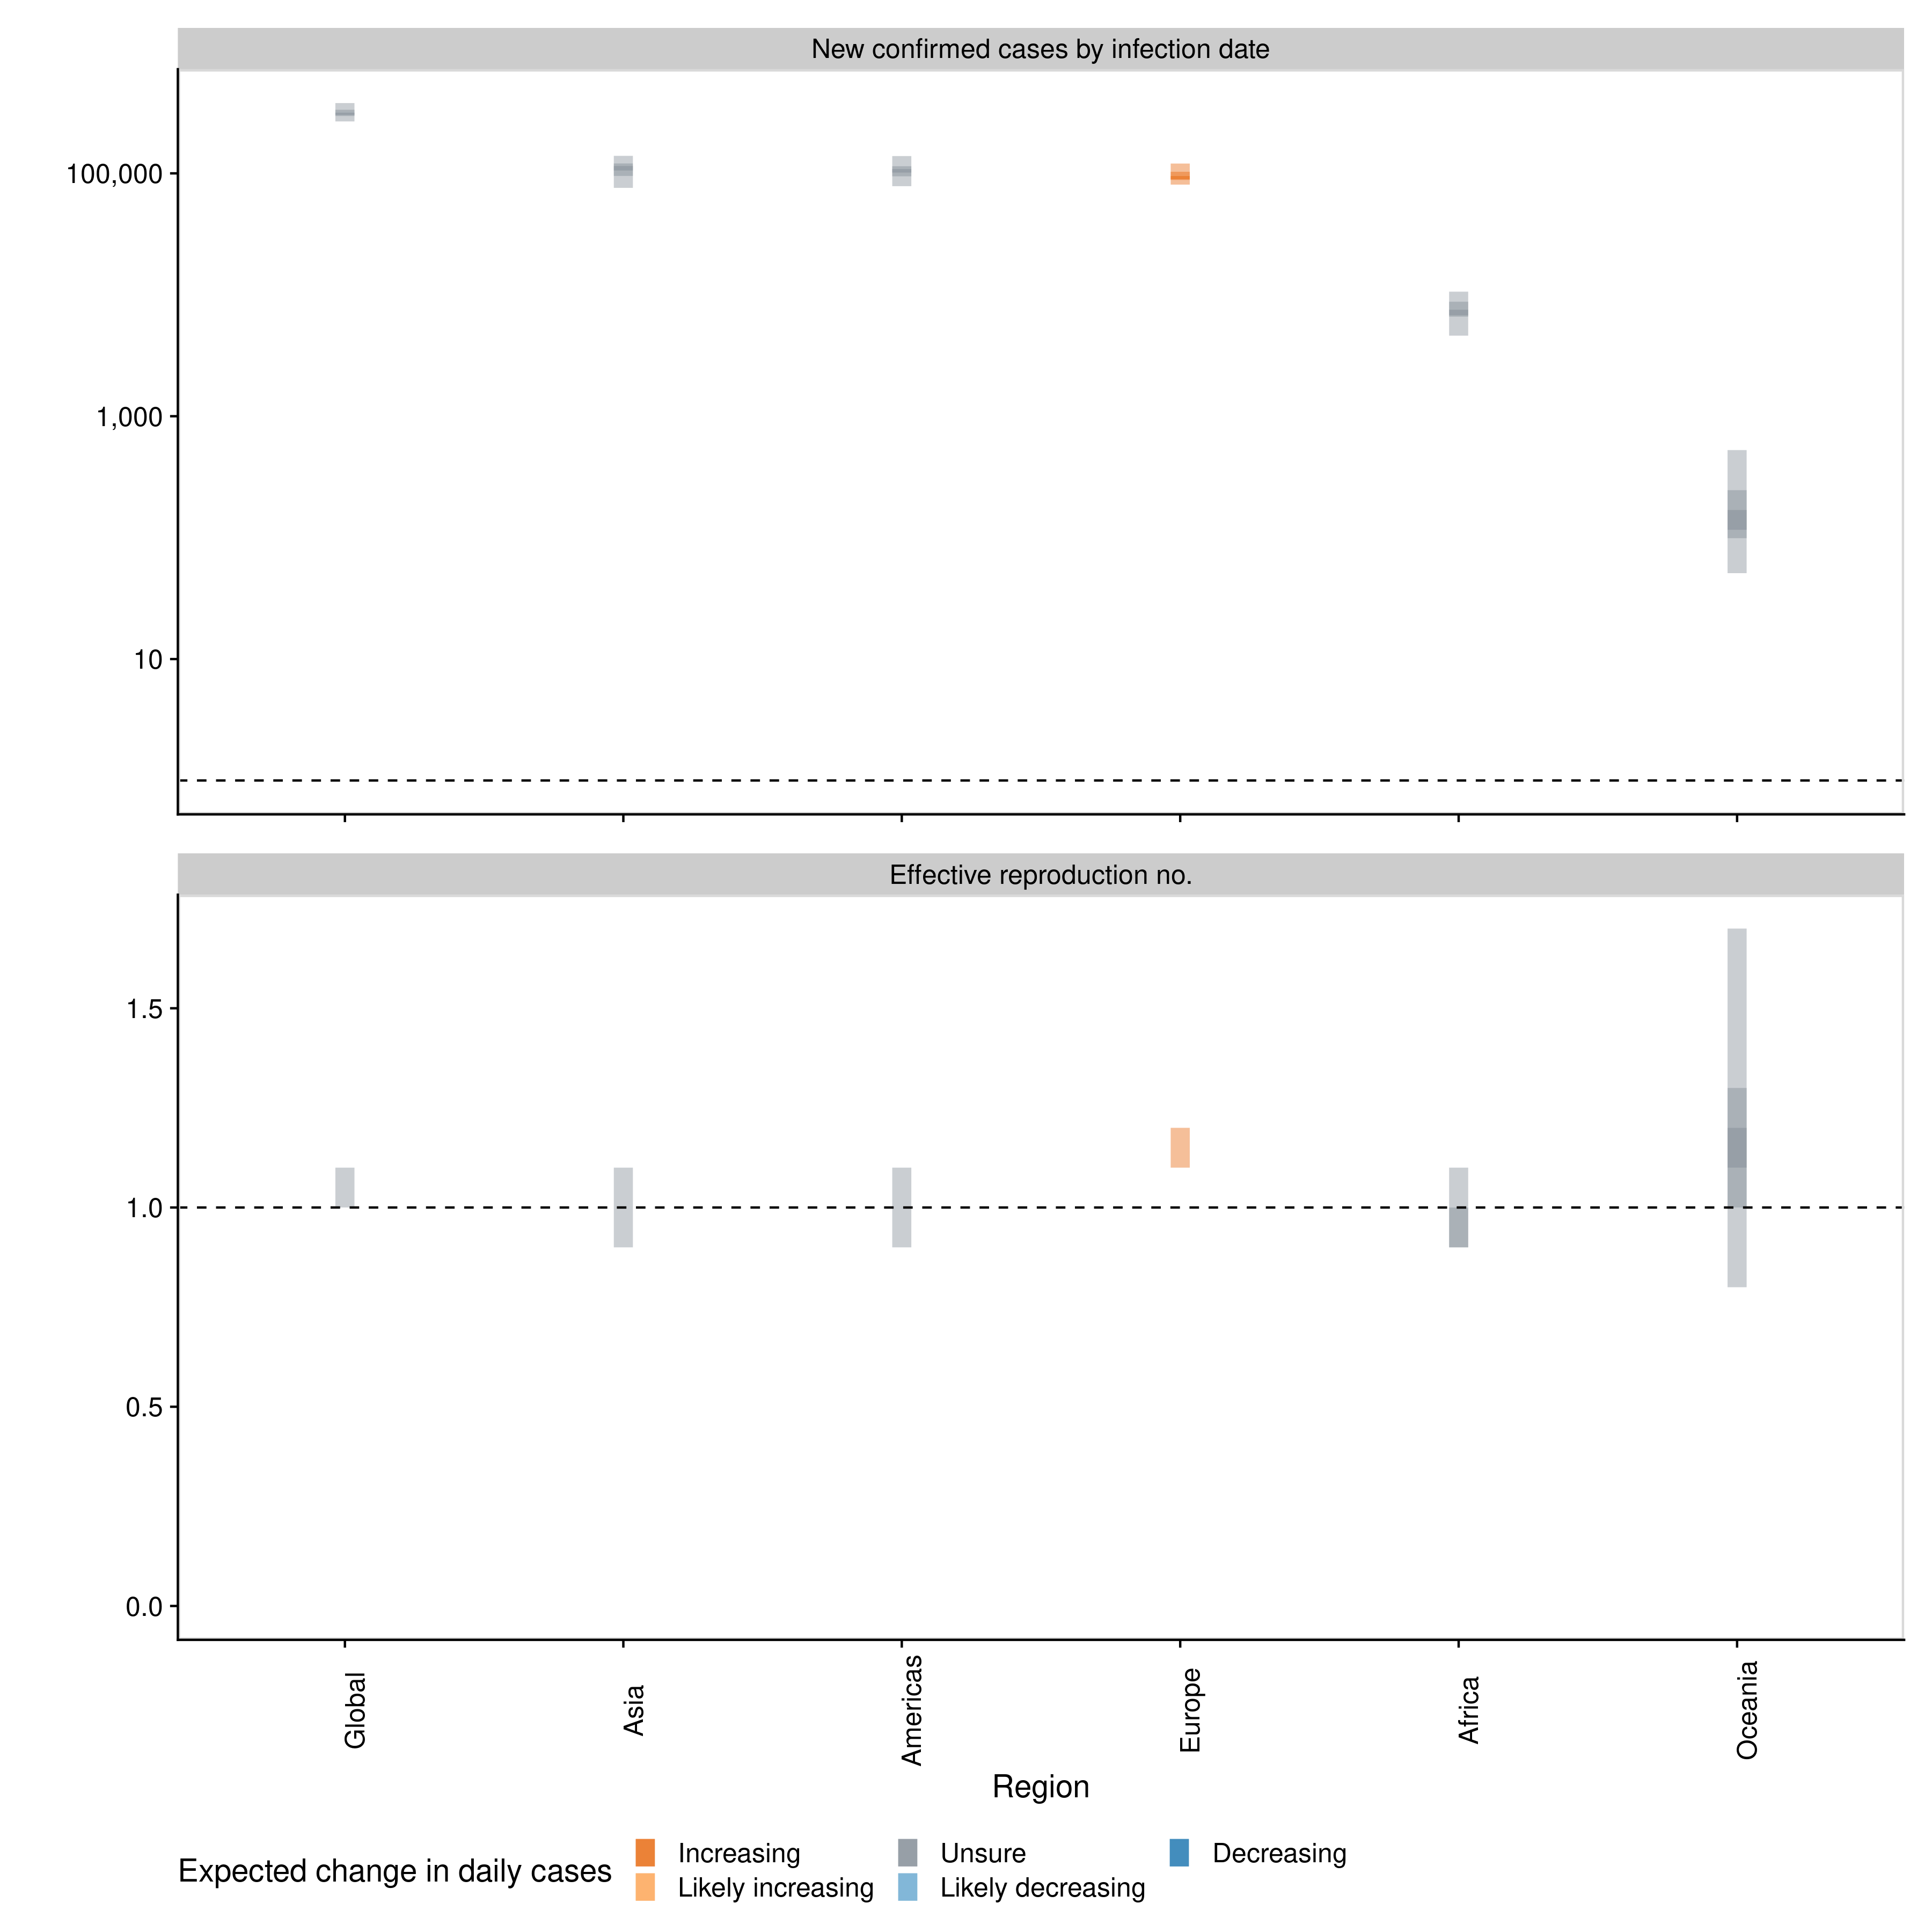 New confirmed cases by infection date
100,000
1,000
10
Effective reproduction no.
1.5
1.0
0.5
0.0
Global
Asia
Americas
Europe
Africa
Oceania
Region
Expected change in daily cases
Increasing
Unsure
Decreasing
Likely increasing
Likely decreasing